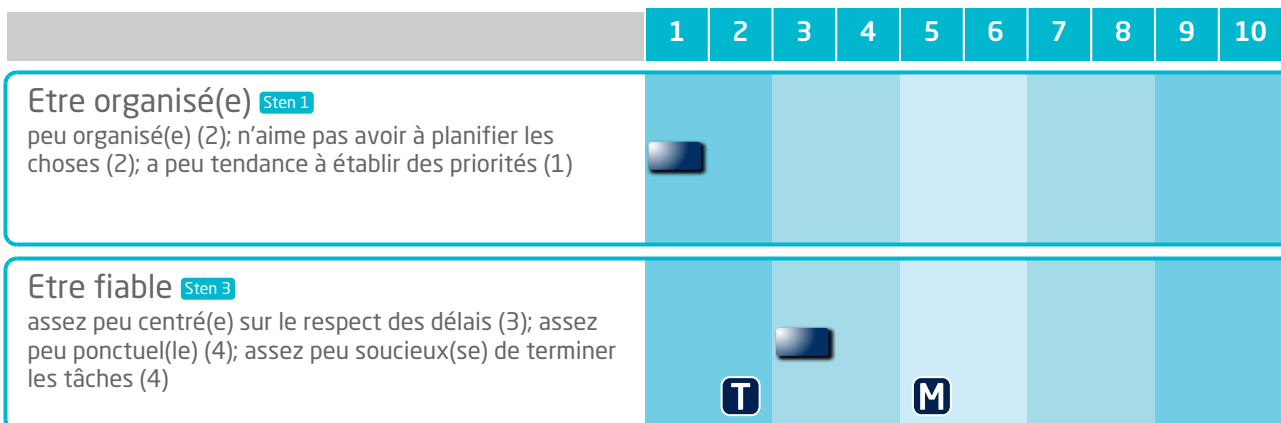 1 2 3 4 5 6 7 8 9 10
Etre organisé(e) Sten 1
peu organisé(e) (2); n'aime pas avoir à planifier les
choses (2); a peu tendance à établir des priorités (1)
Etre fiable Sten 3
assez peu centré(e) sur le respect des délais (3); assez
peu ponctuel(le) (4); assez peu soucieux(se) de terminer
les tâches (4)
T M